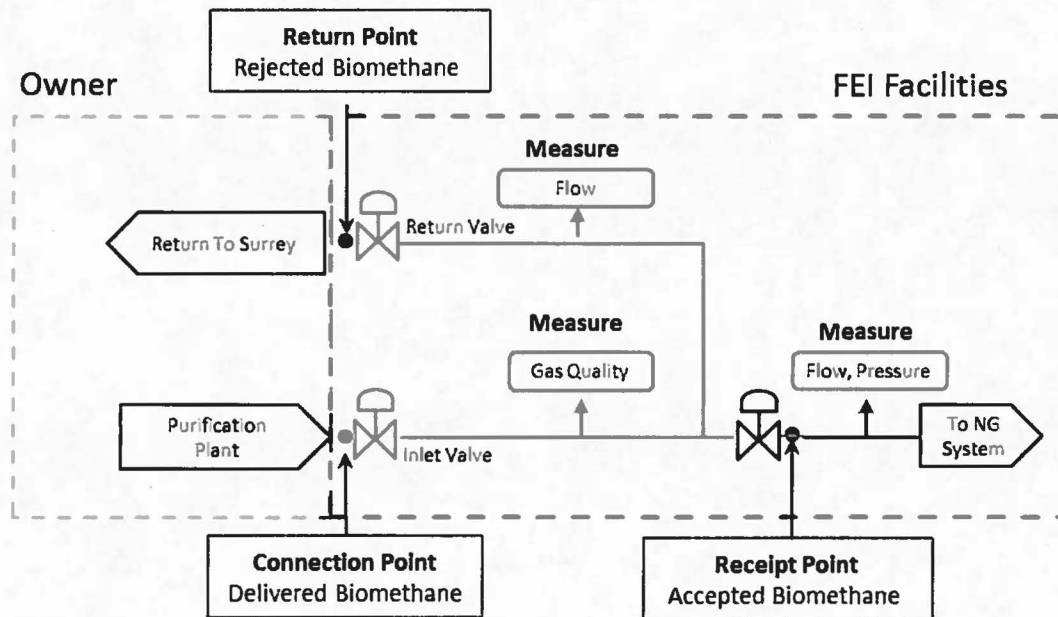 Return Point
Rejected Biomethane
Owner
FEI Facilities
Measure
Flow
Return To Surrey
Return Valve
Measure
Gas Quality
Measure
Flow, Pressure
Purification
Plant
Inlet Valve
To NG
System
Connection Point
Delivered Biomethane
Receipt Point
Accepted Biomethane